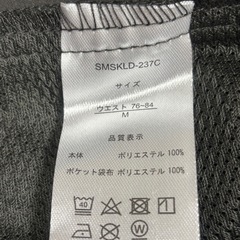 SMSKLD-237C
サイズ
ウエスト 76-84
M
品質表示
本体 ポリエステル 100%
ポケット袋布 ポリエステル 100%
40